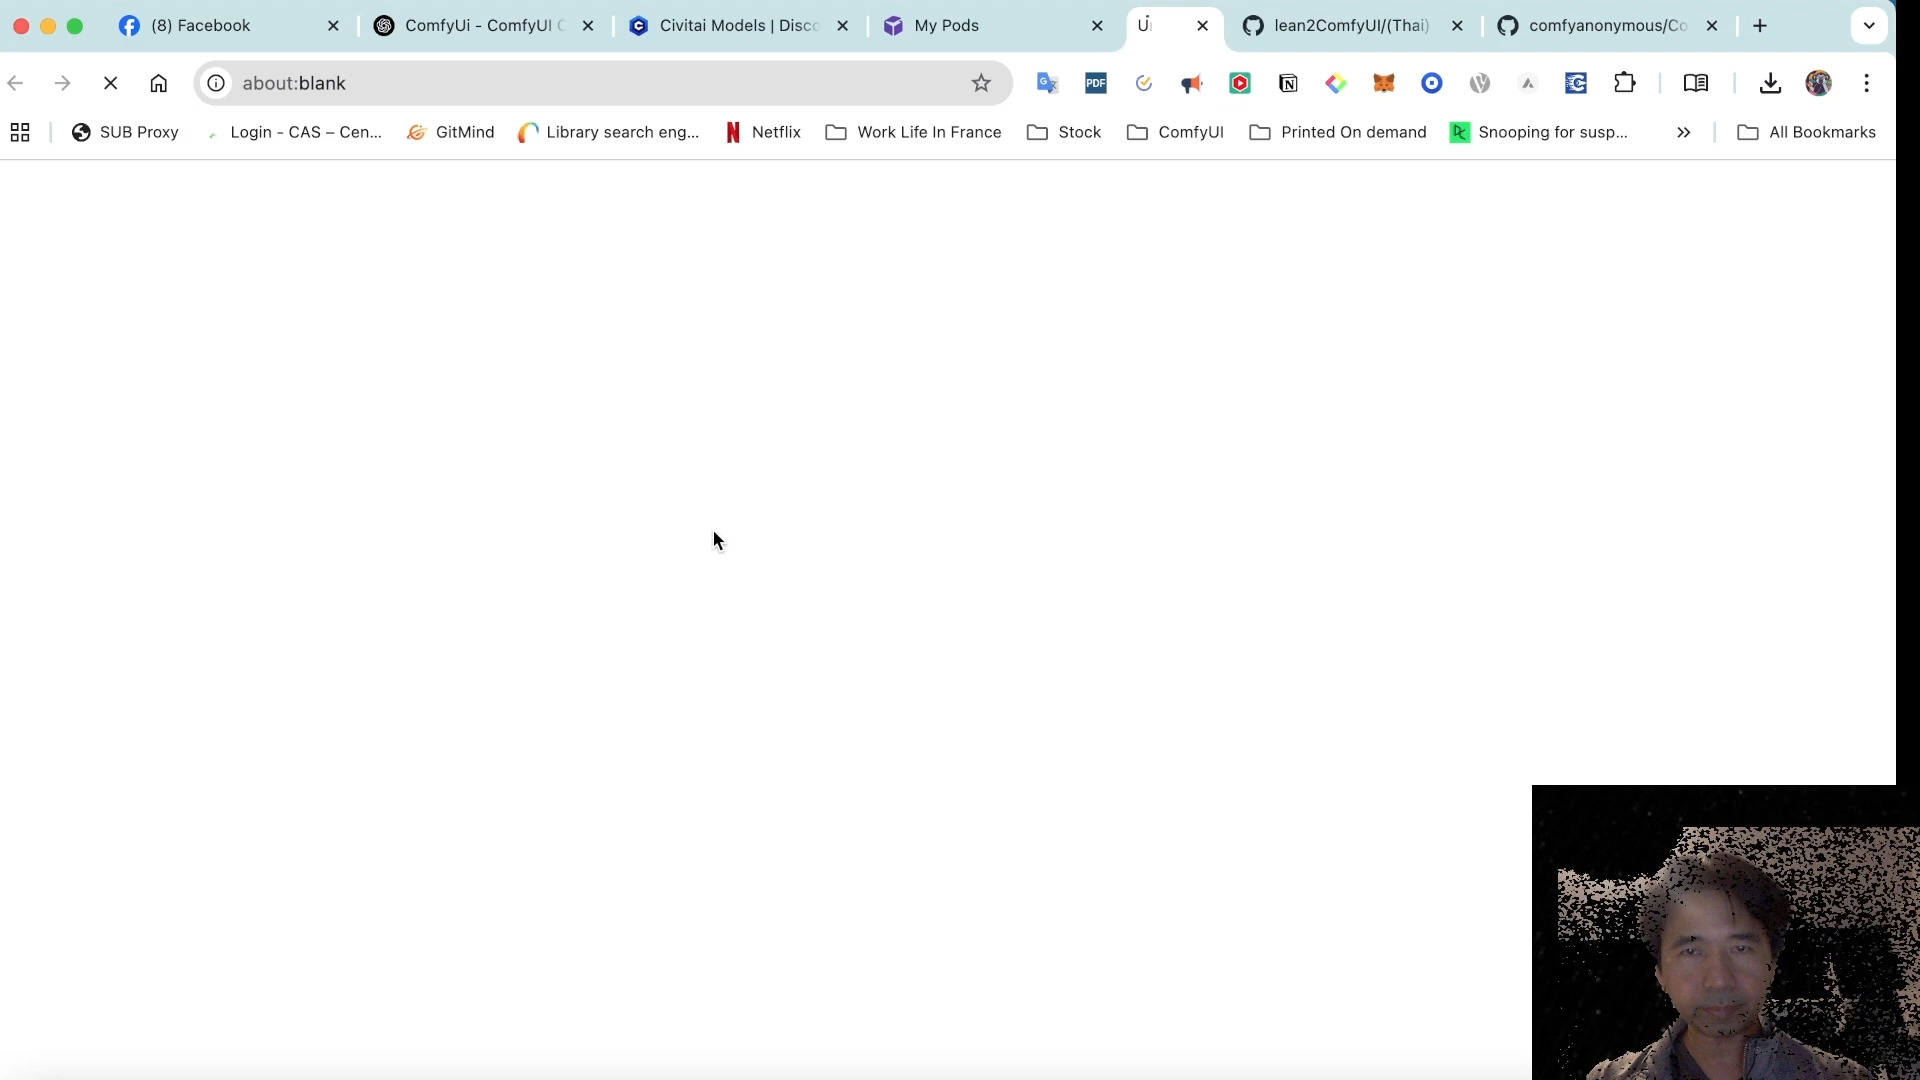 (8) Facebook
ComfyUi - ComfyUI
Civitai Models | Disco
My Pods
lean2ComfyUI/(Thai)
comfyanonymous/Co
about:blank
PDF
SUB Proxy
Login - CAS – Cen...
GitMind
Library search eng...
Netflix
Work Life In France
Stock
ComfyUI
Printed On demand
Snooping for susp...
All Bookmarks